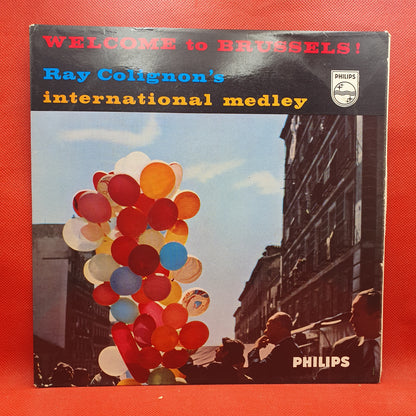 WELCOME to BRUSSELS!
PHILIPS
Ray Colignon's
international medley
PHILIPS